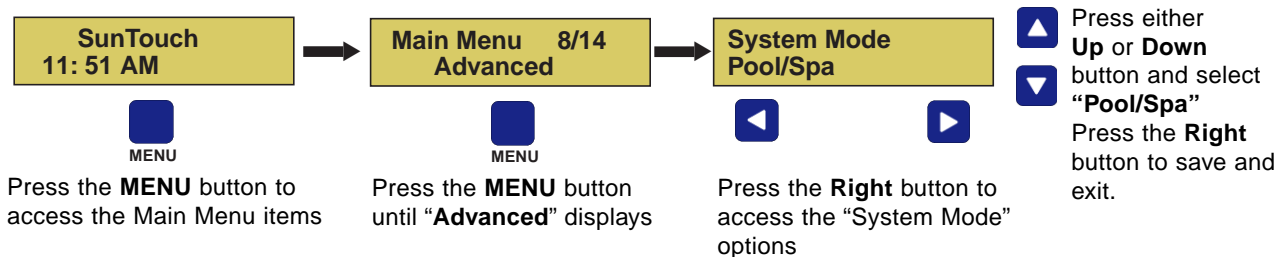 SunTouch
11: 51 AM
MENU
Press the MENU button to
access the Main Menu items
Main Menu 8/14
Advanced
MENU
Press the MENU button
until “Advanced” displays
System Mode
Pool/Spa
Press the Right button to
access the “System Mode”
options
Press either
Up or Down
button and select
“Pool/Spa”
Press the Right
button to save and
exit.